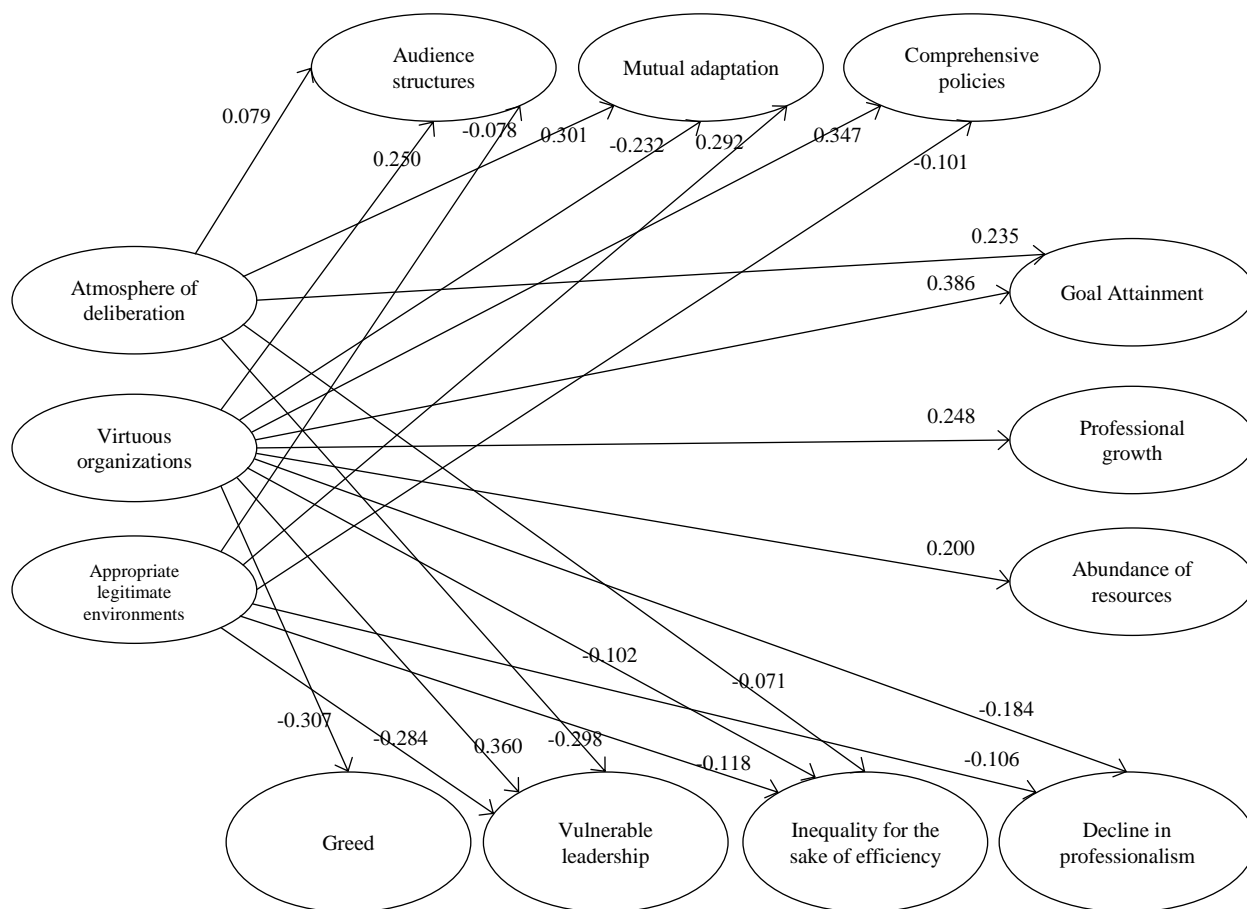 Audience
structures
Mutual adaptation
Comprehensive
policies
0.079
-0.078
0.301
-0.232
0.292
0.347
0.250
-0.101
0.235
Atmosphere of
deliberation
0.386
Goal Attainment
Virtuous
organizations
0.248
Professional
growth
Appropriate
legitimate
environments
0.200
Abundance of
resources
-0.102
-0.071
-0.307
-0.284
0.360
-0.298
-0.118
-0.184
-0.106
Greed
Vulnerable
leadership
Inequality for the
sake of efficiency
Decline in
professionalism